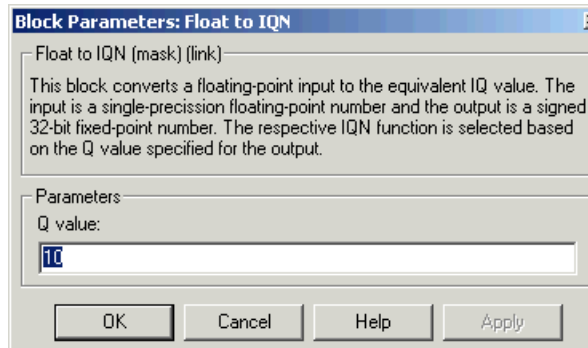 Block Parameters: Float to IQN
Float to IQN (mask) (link)
This block converts a floating-point input to the equivalent IQ value. The
input is a single-precission floating-point number and the output is a signed
32-bit fixed-point number. The respective IQN function is selected based
on the Q value specified for the output.
Parameters
Q value:
10
OK Cancel Help Apply